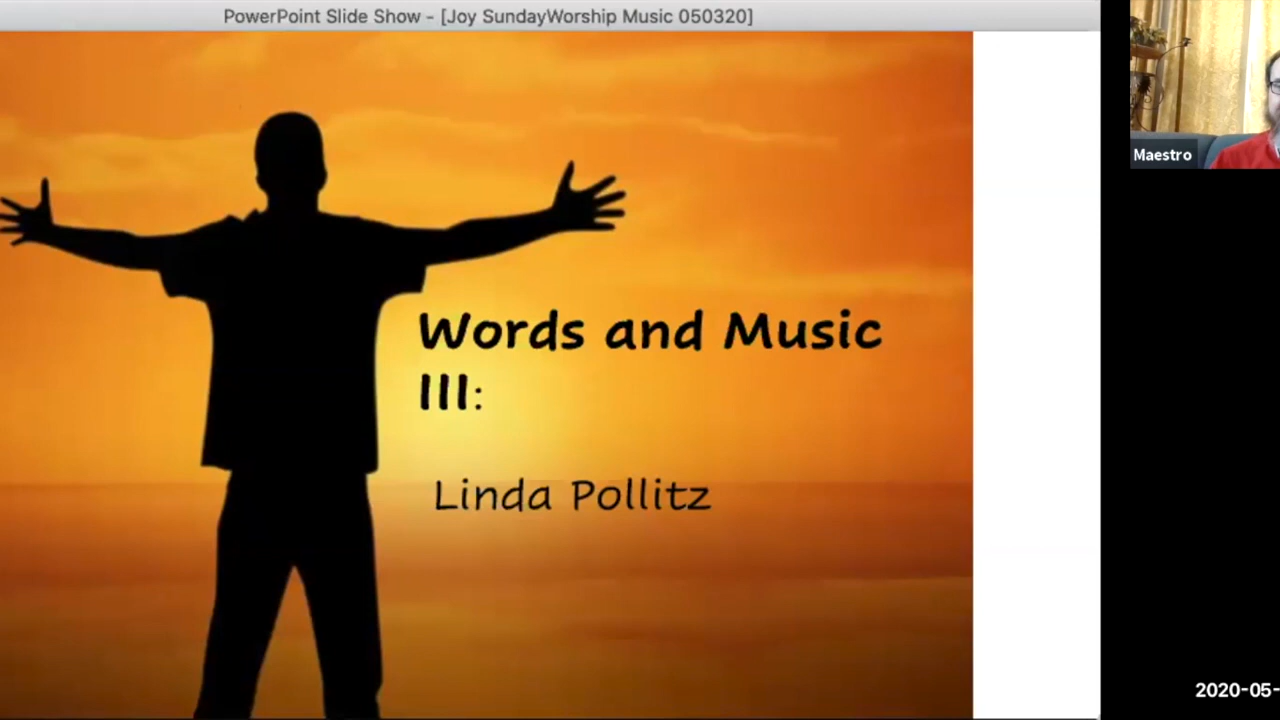 PowerPoint Slide Show - [Joy SundayWorship Music 050320]
Maestro
Words and Music
III:
Linda Pollitz
2020-05-